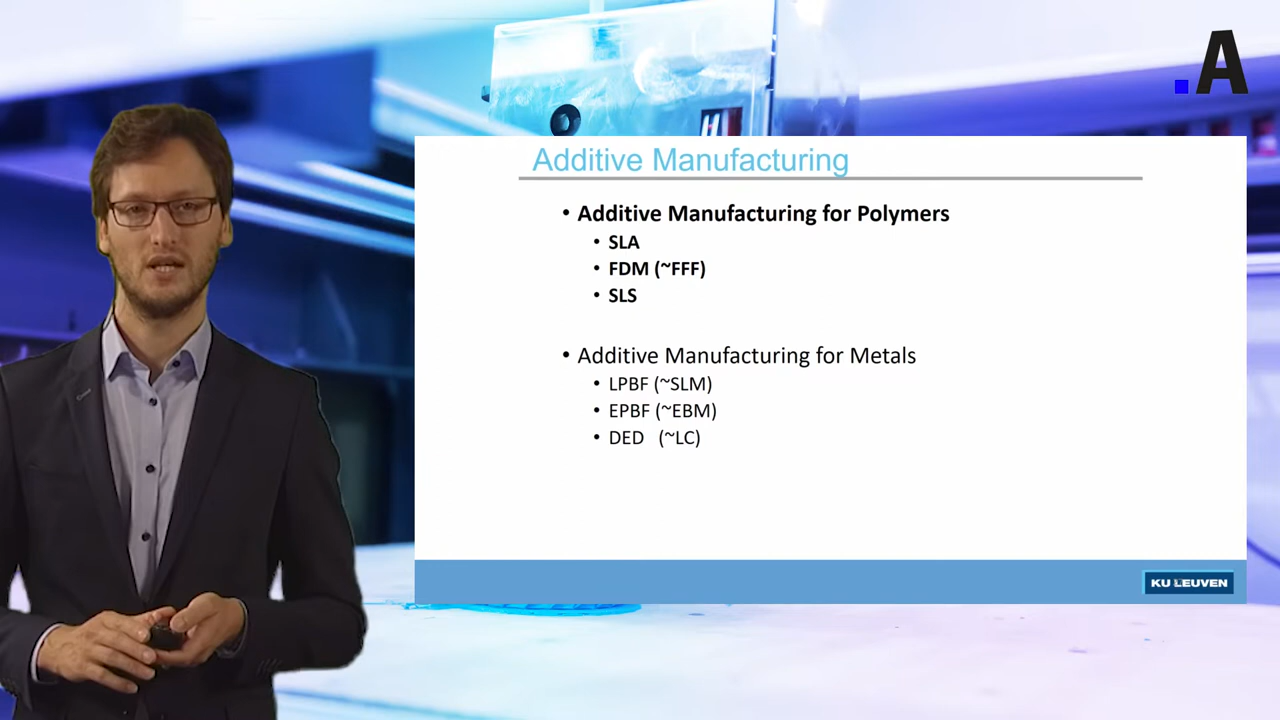 .A
Additive Manufacturing
• Additive Manufacturing for Polymers
• SLA
• FDM (~FFF)
• SLS
• Additive Manufacturing for Metals
• LPBF (~SLM)
• EPBF (~EBM)
• DED (~LC)
KU LEUVEN